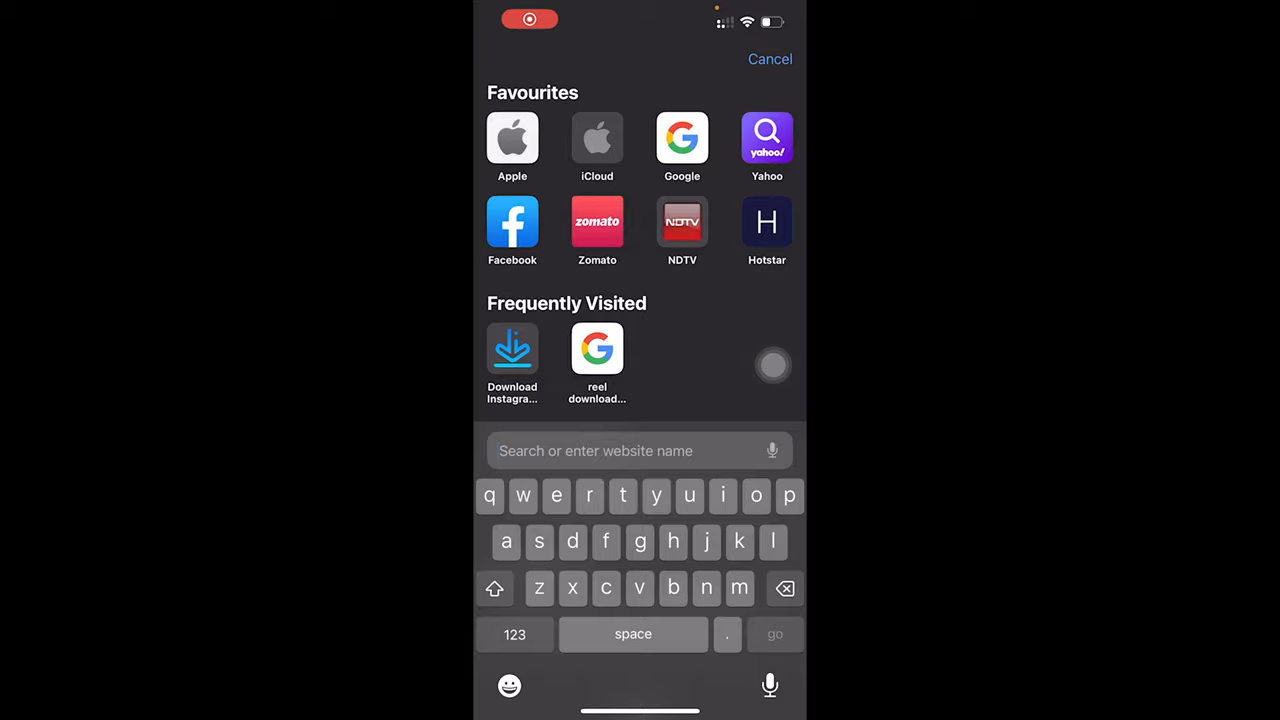 Cancel
Favourites
yahoo!
Apple iCloud Google Yahoo
zomato NDTV H
Facebook Zomato NDTV Hotstar
Frequently Visited
Download reel
Instagra... download...
Search or enter website name
q w e r t y u i o p
a s d f g h j k l
z x c v b n m
123 space . go